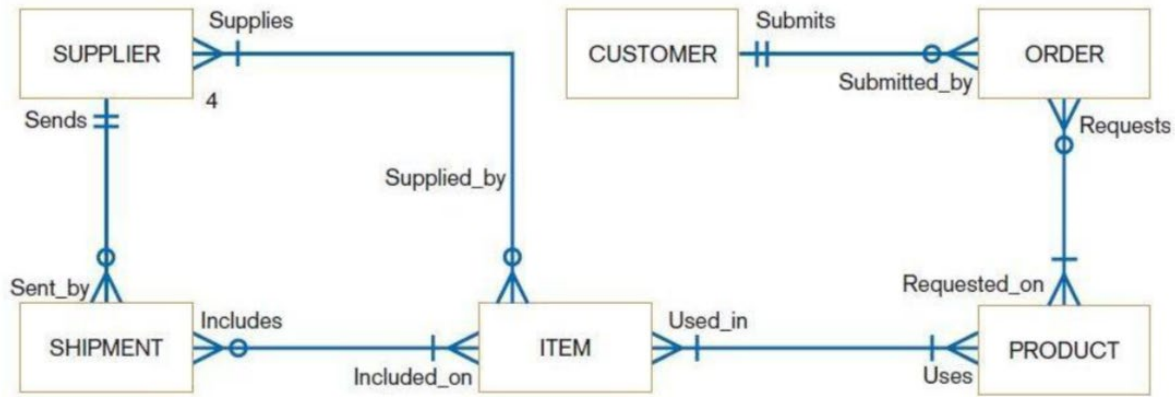 Supplies
Submits
SUPPLIER
CUSTOMER
ORDER
4
Submitted_by
Sends
Requests
Supplied_by
Sent_by
Requested_on
Includes
Used_in
SHIPMENT
ITEM
PRODUCT
Included_on
Uses